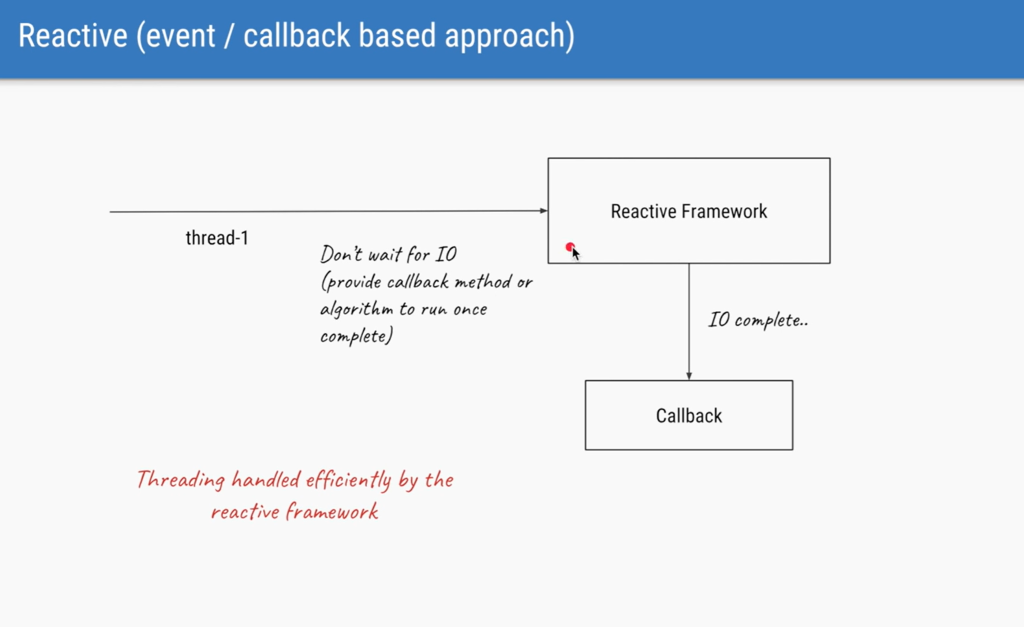 Reactive (event / callback based approach)
Reactive Framework
thread-1
Don't wait for IO
(provide callback method or
algorithm to run once
complete)
IO complete..
Callback
Threading handled efficiently by the
reactive framework